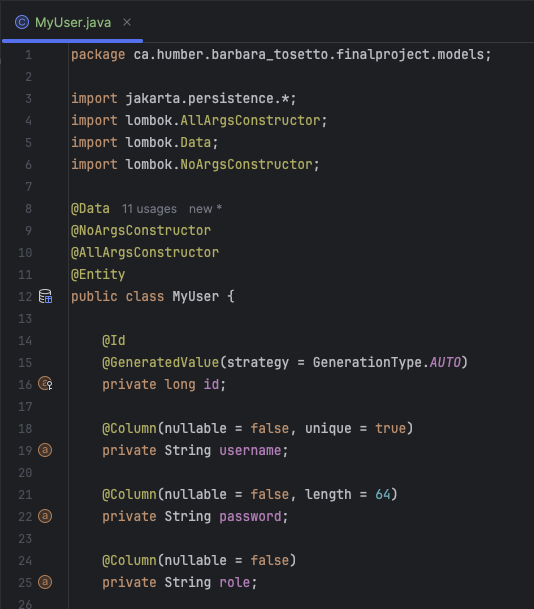 MyUser.java
1 package ca.humber.barbara_tosetto.finalproject.models;
2
3 import jakarta.persistence.*;
4 import lombok.AllArgsConstructor;
5 import lombok.Data;
6 import lombok.NoArgsConstructor;
7
8 @Data 11 usages new *
9 @NoArgsConstructor
10 @AllArgsConstructor
11 @Entity
12 public class MyUser {
13
14 @Id
15 @GeneratedValue(strategy = GenerationType.AUTO)
16 private long id;
17
18 @Column(nullable = false, unique = true)
19 private String username;
20
21 @Column(nullable = false, length = 64)
22 private String password;
23
24 @Column(nullable = false)
25 private String role;
26